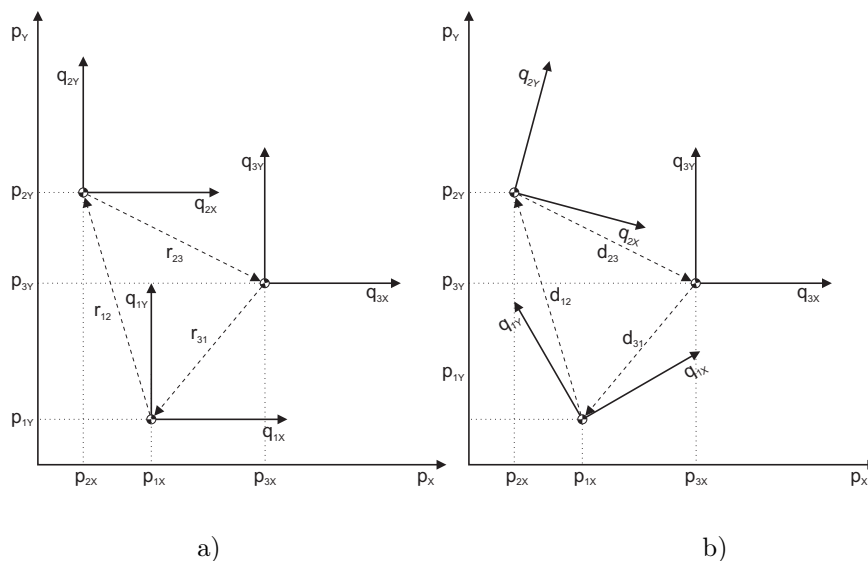 p_Y
q_2Y
q_3Y
p_2Y
q_2X
r_23
p_3Y
q_1Y
q_3X
r_12
r_31
p_1Y
q_1X
p_2X p_1X p_3X p_X
a)
p_Y
q_2Y
q_3Y
p_2Y
q_2X
d_23
p_3Y
q_3X
d_12
q_1Y
d_31
p_1Y
q_1X
p_2X p_1X p_3X p_X
b)